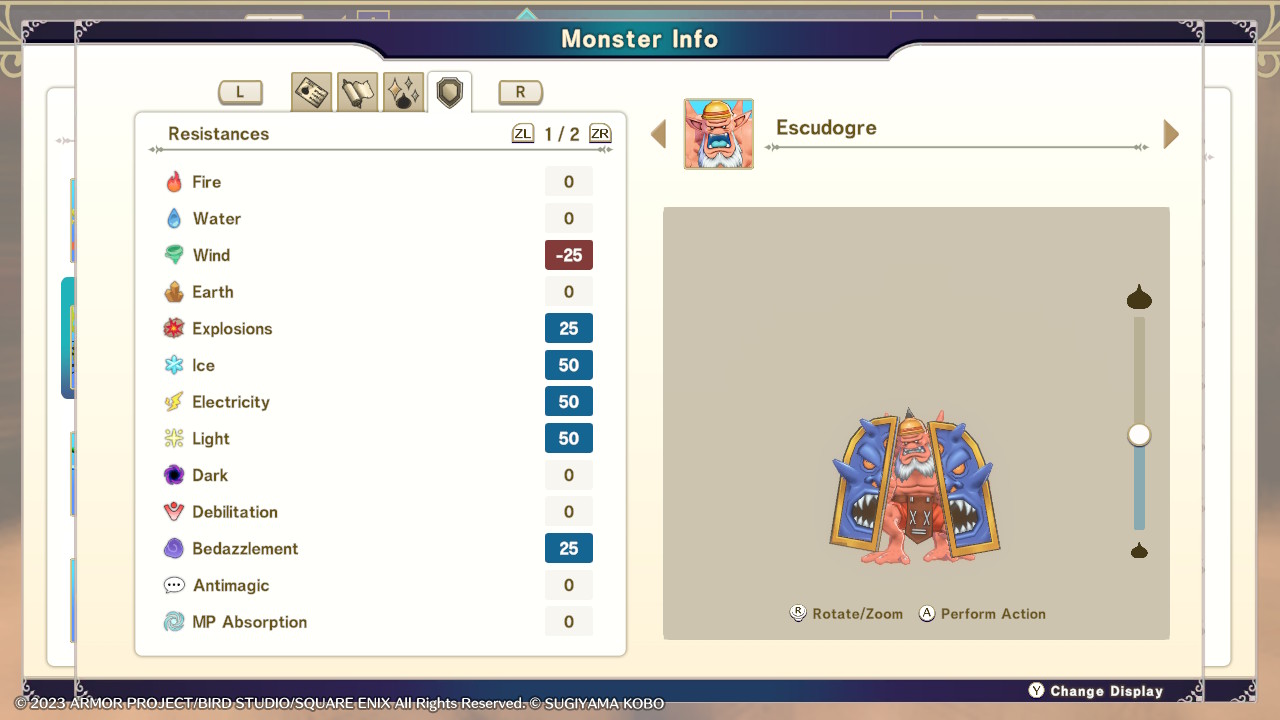 Monster Info
L
R
Resistances
ZL 1 / 2 ZR
Fire 0
Water 0
Wind -25
Earth 0
Explosions 25
Ice 50
Electricity 50
Light 50
Dark 0
Debilitation 0
Bedazzlement 25
Antimagic 0
MP Absorption 0
Escudogre
R Rotate/Zoom A Perform Action
Y Change Display
© 2023 ARMOR PROJECT/BIRD STUDIO/SQUARE ENIX All Rights Reserved. © SUGIYAMA KOBO